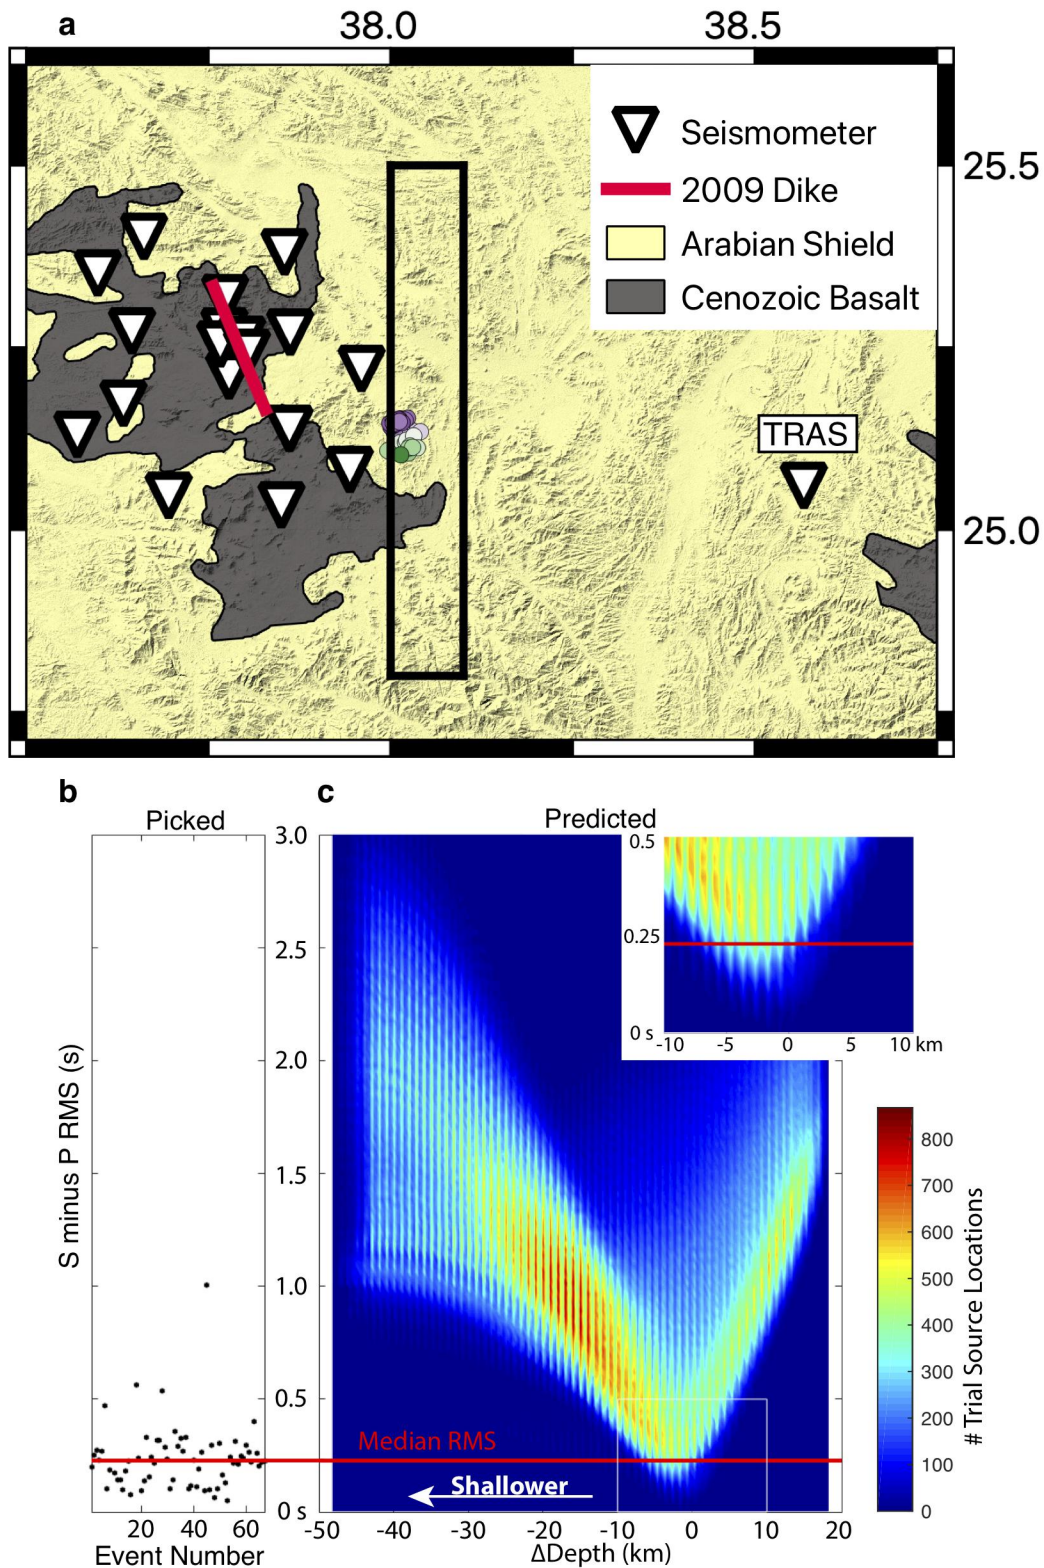 a
38.0 38.5
Seismometer
25.5
2009 Dike
Arabian Shield
Cenozoic Basalt
TRAS
25.0
b c
Picked Predicted
3.0
2.5
2.0
1.5
1.0
0.5
0 s
S minus P RMS (s)
20 40 60
Event Number
0.5
0.25
0 s
-10 -5 0 5 10 km
Median RMS
Shallower
-50 -40 -30 -20 -10 0 10 20
ΔDepth (km)
800
700
600
500
400
300
200
100
0
# Trial Source Locations